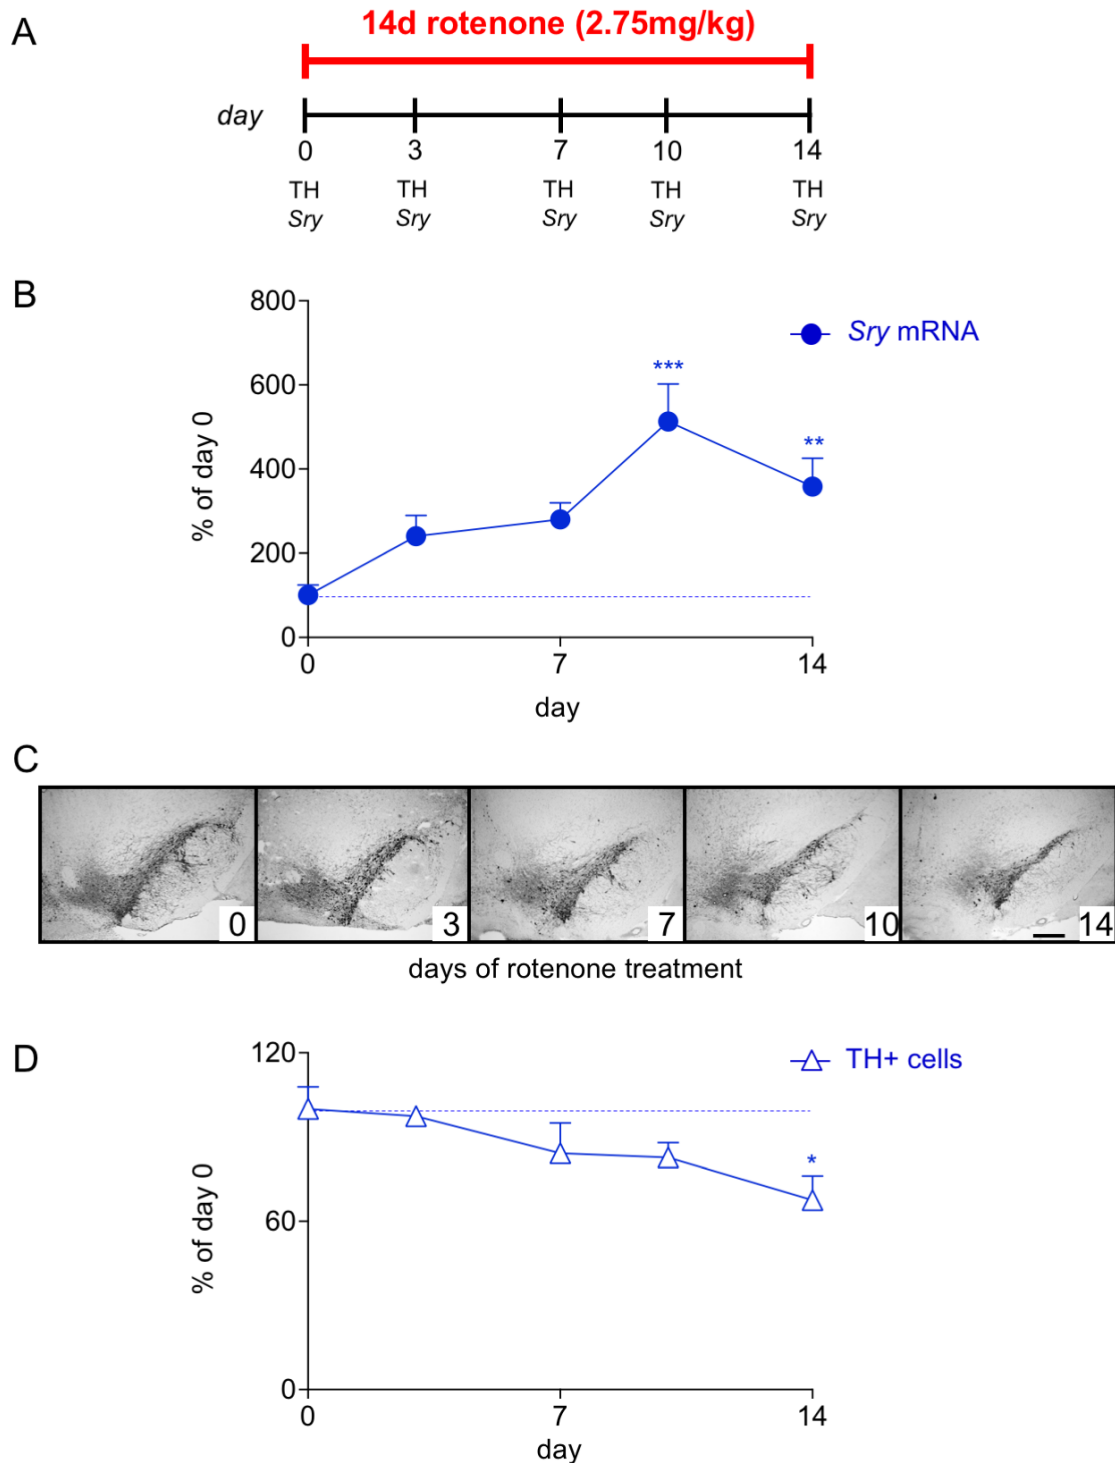 A
14d rotenone (2.75mg/kg)
day
0 3 7 10 14
TH TH TH TH TH
Sry Sry Sry Sry Sry
B
800
600
400
200
0
% of day 0
*** **
Sry mRNA
0 7 14
day
C
0 3 7 10 14
days of rotenone treatment
D
120
60
0
% of day 0
*
TH+ cells
0 7 14
day